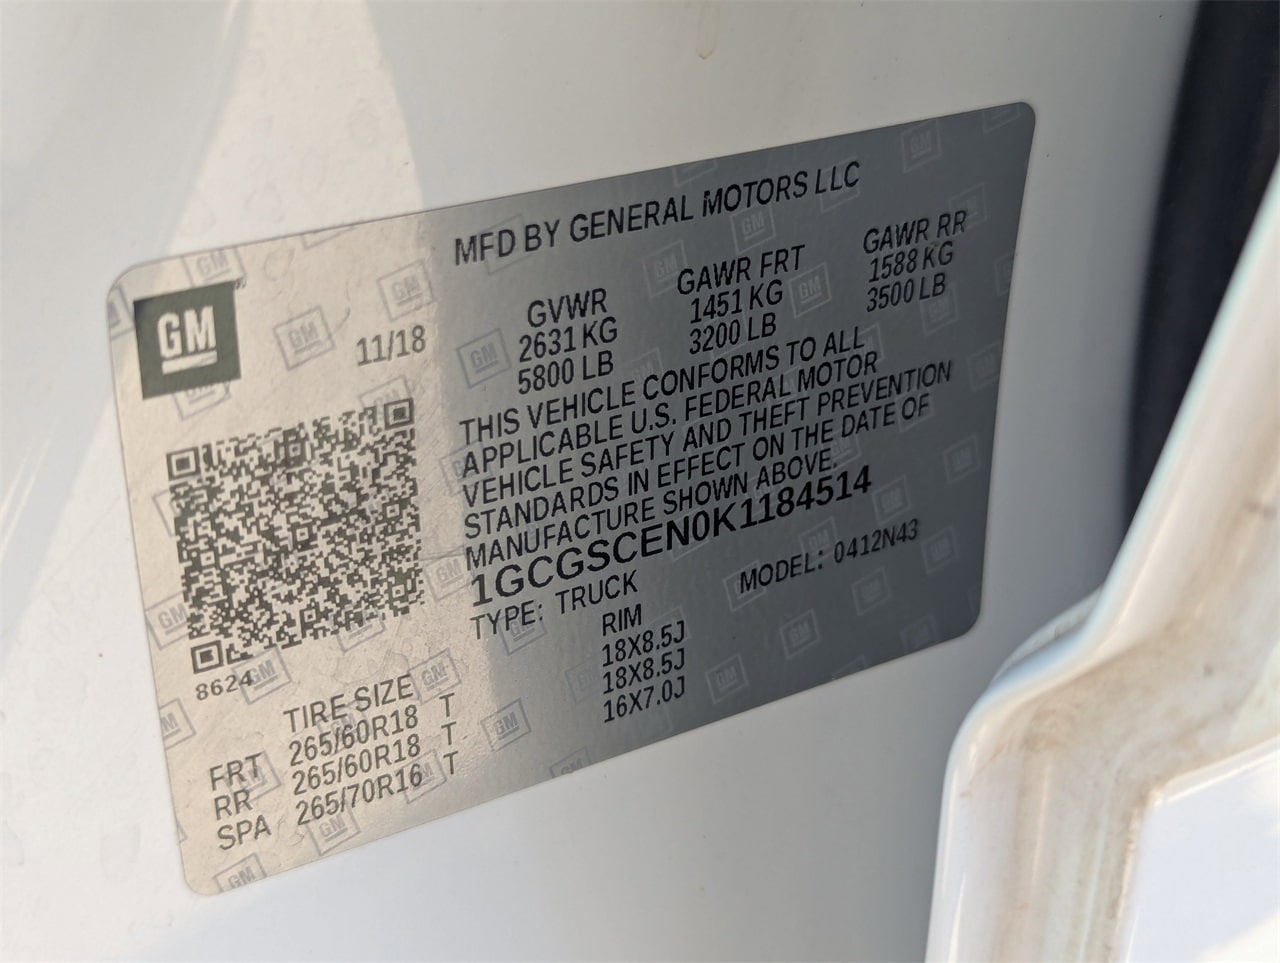 GM
11/18
MFD BY GENERAL MOTORS LLC
GVWR GAWR FRT GAWR RR
2631 KG 1451 KG 1588 KG
5800 LB 3200 LB 3500 LB
THIS VEHICLE CONFORMS TO ALL
APPLICABLE U.S. FEDERAL MOTOR
VEHICLE SAFETY AND THEFT PREVENTION
STANDARDS IN EFFECT ON THE DATE OF
MANUFACTURE SHOWN ABOVE.
1GCGSCEN0K1184514
TYPE: TRUCK MODEL: 0412N43
8624
TIRE SIZE RIM
FRT 265/60R18 T 18X8.5J
RR 265/60R18 T 18X8.5J
SPA 265/70R16 T 16X7.0J